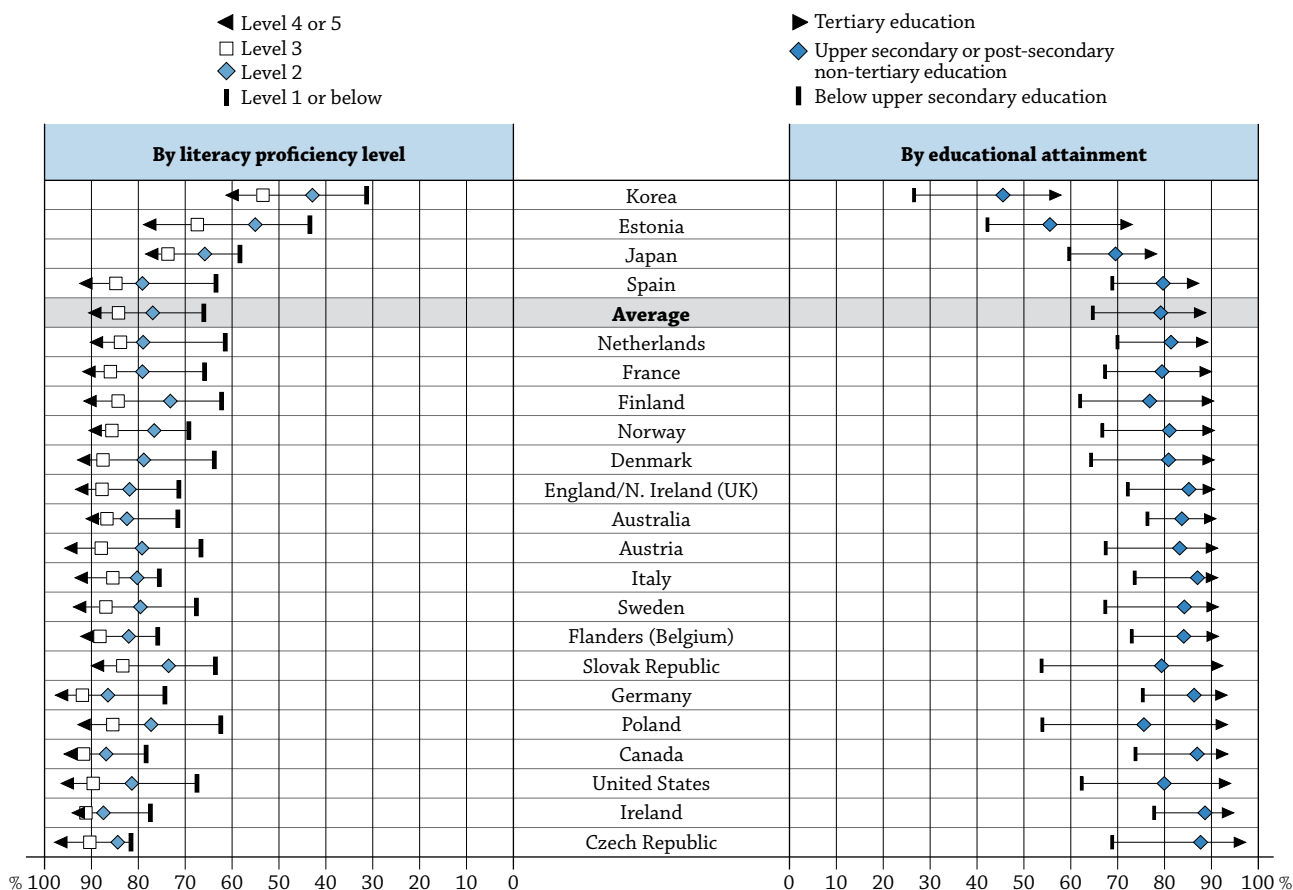 Level 4 or 5
Level 3
Level 2
Level 1 or below
Tertiary education
Upper secondary or post-secondary
non-tertiary education
Below upper secondary education
By literacy proficiency level
By educational attainment
Korea
Estonia
Japan
Spain
Average
Netherlands
France
Finland
Norway
Denmark
England/N. Ireland (UK)
Australia
Austria
Italy
Sweden
Flanders (Belgium)
Slovak Republic
Germany
Poland
Canada
United States
Ireland
Czech Republic
% 100 90 80 70 60 50 40 30 20 10 0
0 10 20 30 40 50 60 70 80 90 100 %